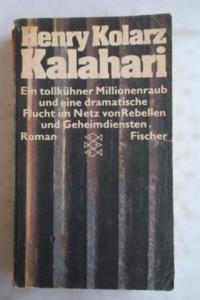 Henry Kolarz
Kalahari
Ein tollkühner Millionenraub
und eine dramatische
Flucht im Netz von Rebellen
und Geheimdiensten
Roman Fischer